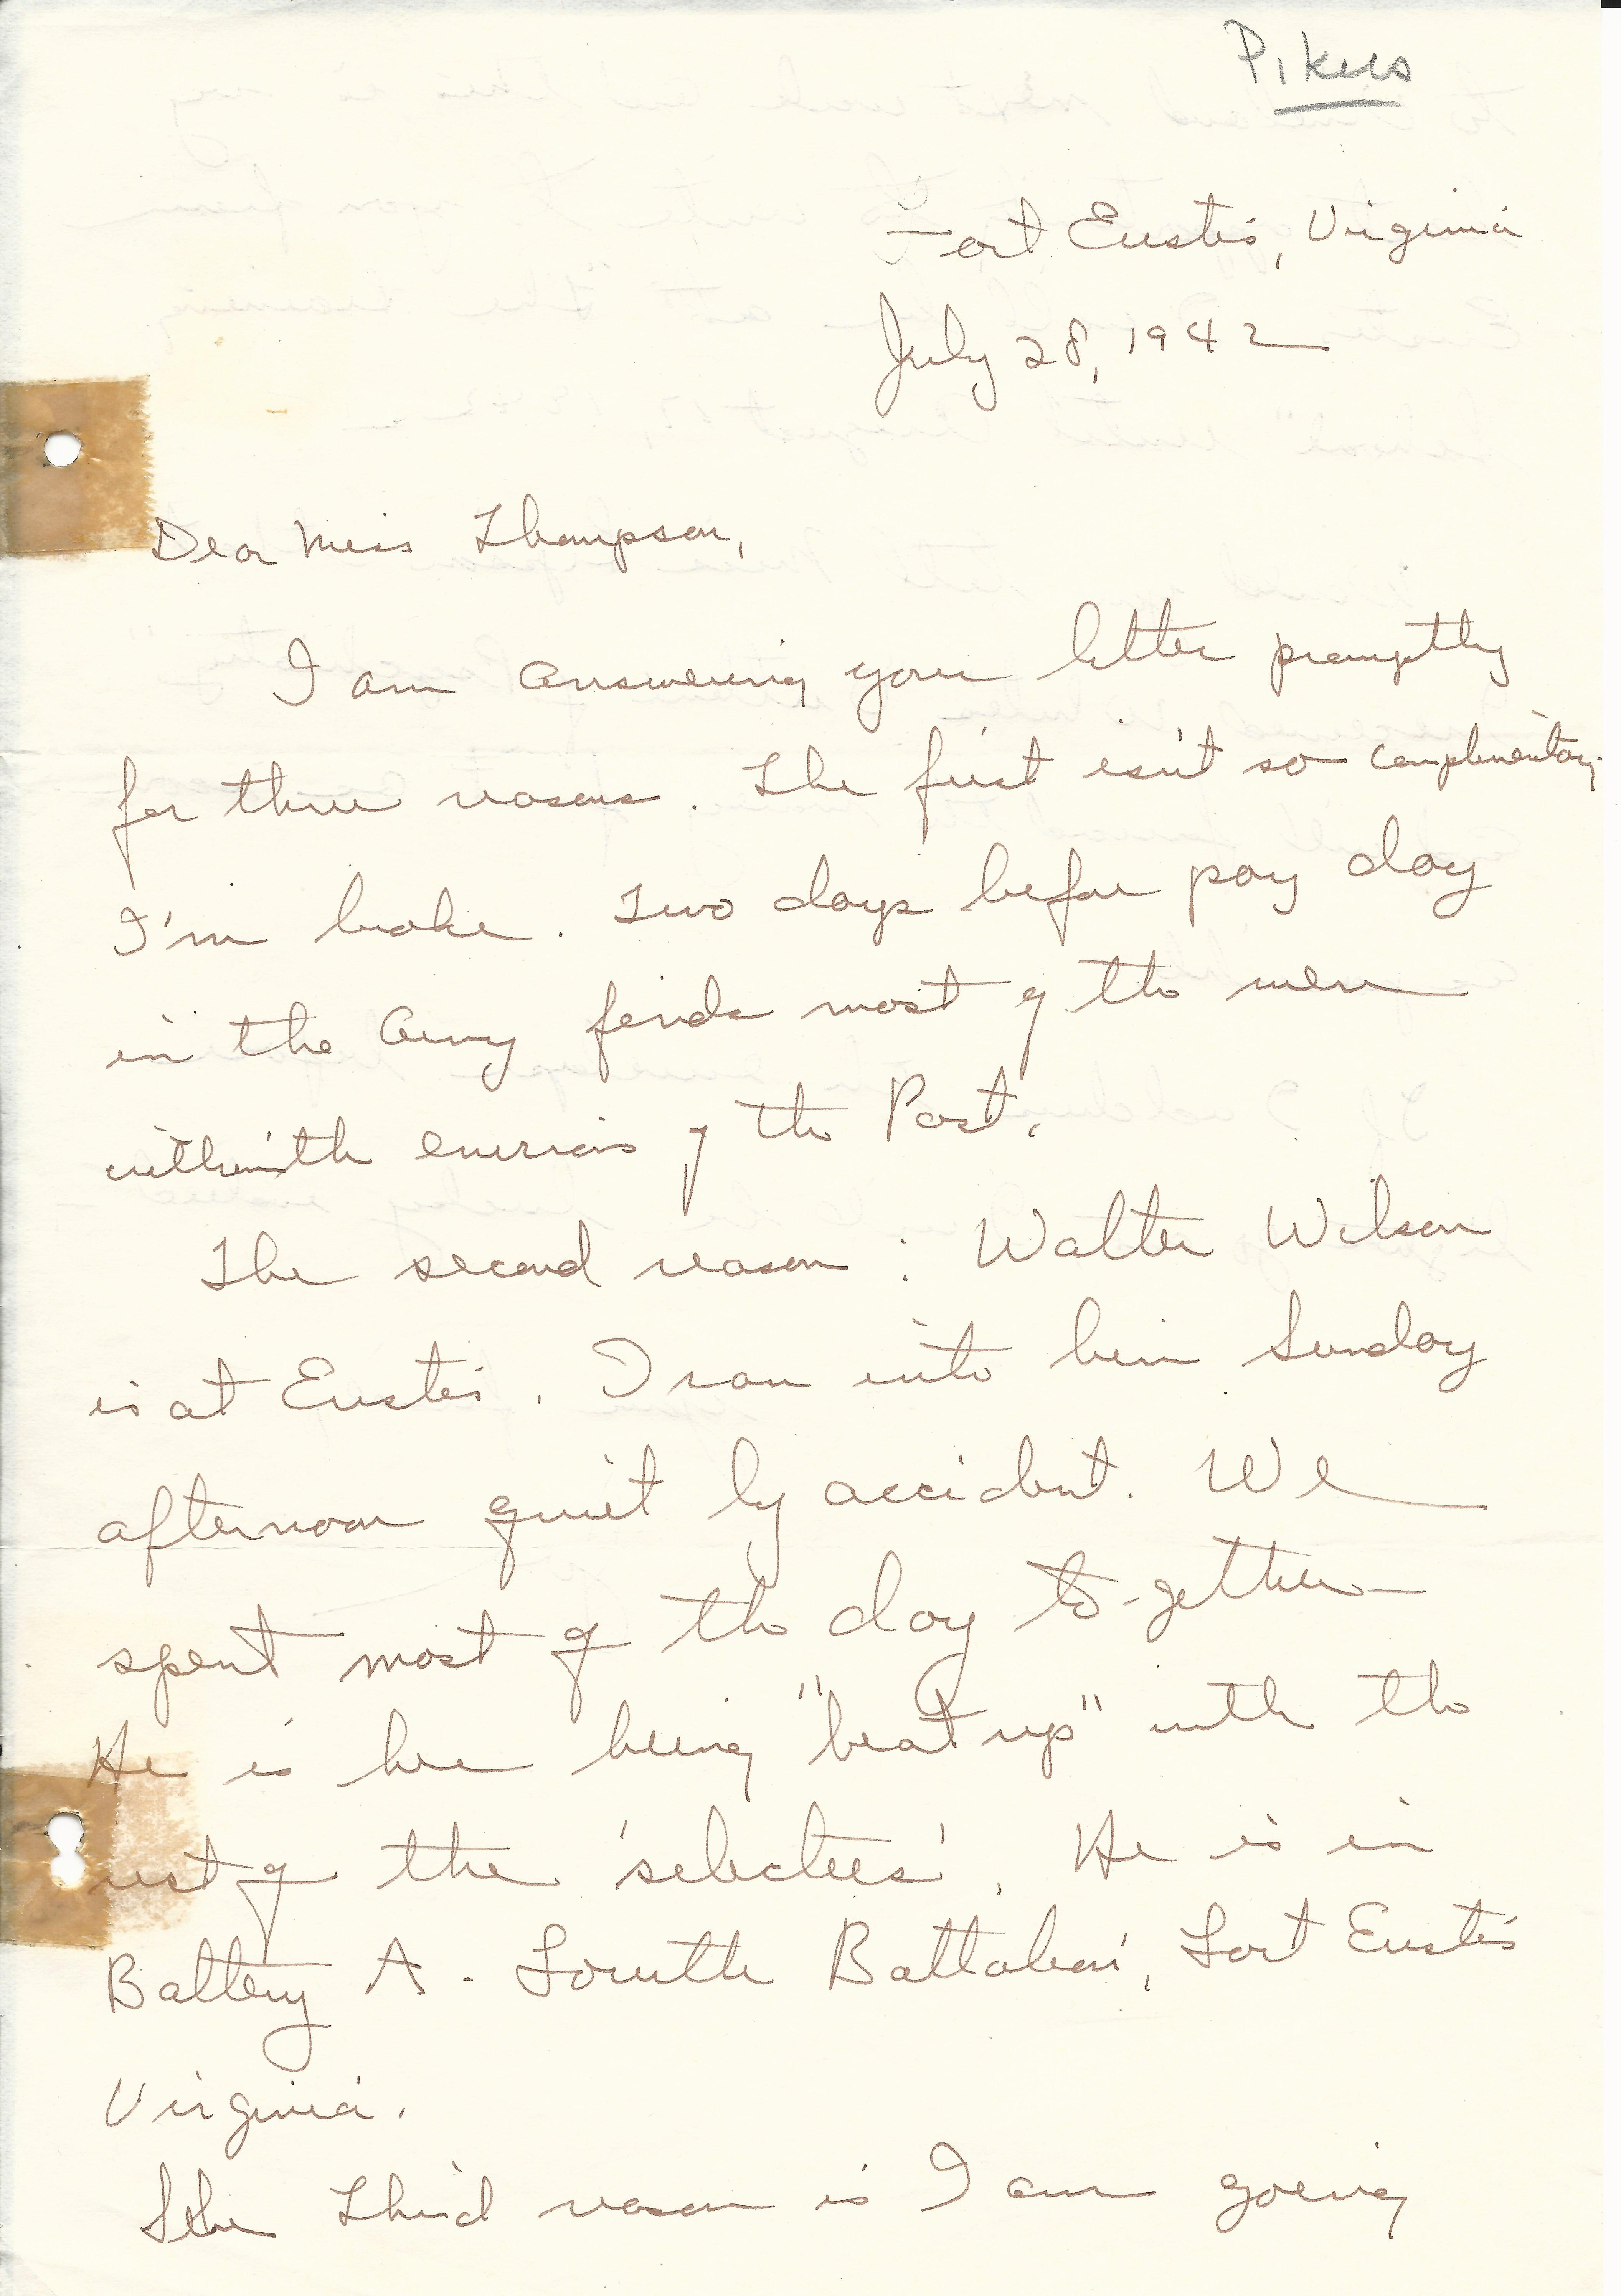 Pikus
Fort Eustis, Virginia
July 28, 1942
Dear Miss Thompson,
I am answering your letter promptly
for three reasons. The first isn't so complimentary.
I'm broke. Two days before pay day
in the Army finds most of the men
within the environs of the Post.
The second reason: Walter Wilson
is at Eustis. I ran into him Sunday
afternoon quiet by accident. We
spent most of the day to-gether—
He is here being "beat up" with the
rest of the 'selectees'. He is in
Battery A - Fourth Battalion, Fort Eustis
Virginia.
The Third reason is I am going